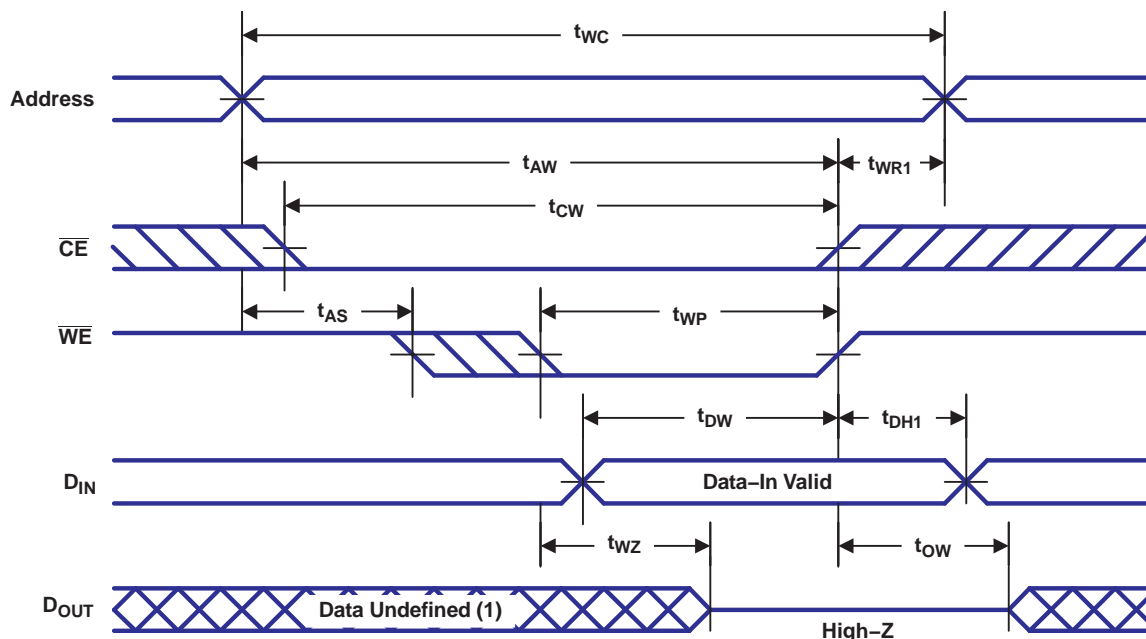 tWC
Address
tAW
tWR1
tCW
CE
tAS
tWP
WE
tDW
tDH1
DIN
Data–In Valid
tWZ
tOW
DOUT
Data Undefined (1)
High–Z